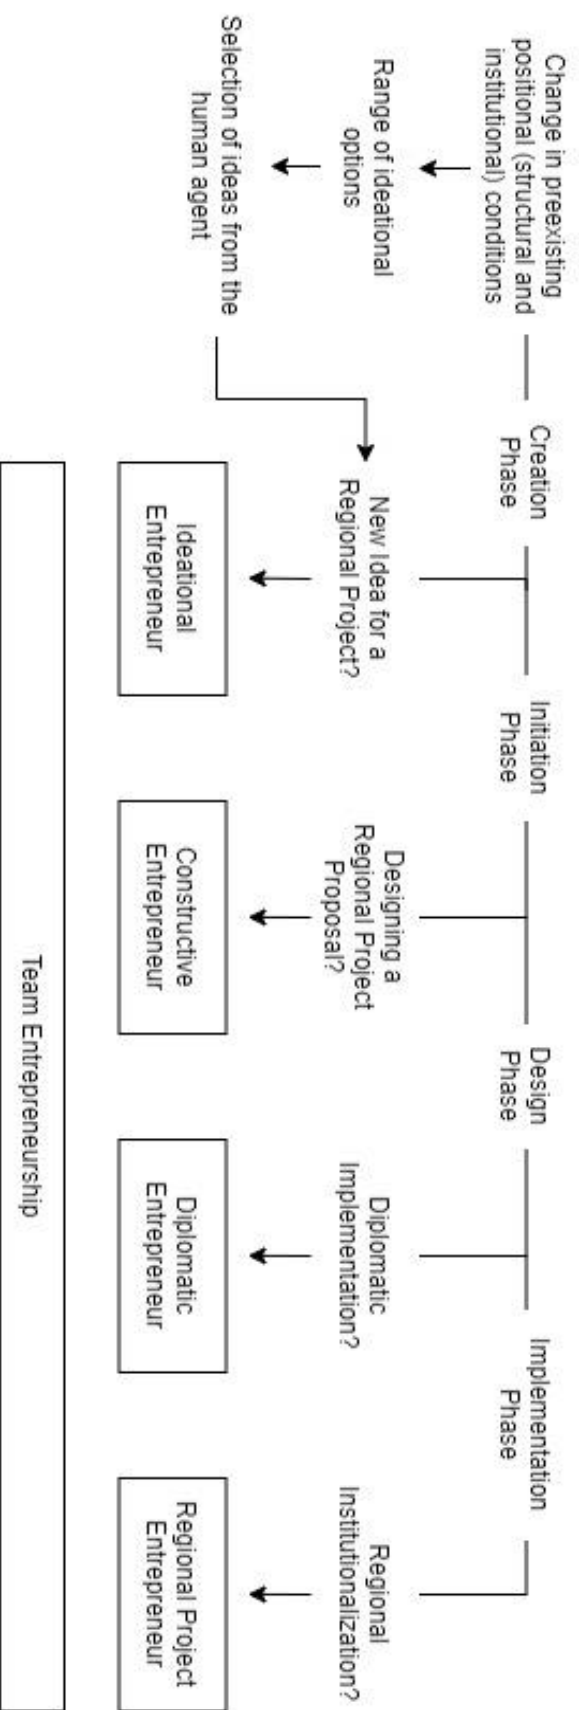 Change in preexisting
positional (structural and
institutional) conditions
Creation
Phase
Initiation
Phase
Design
Phase
Implementation
Phase
Range of ideational
options
New Idea for a
Regional Project?
Designing a
Regional Project
Proposal?
Diplomatic
Implementation?
Regional
Institutionalization?
Selection of ideas from the
human agent
Ideational
Entrepreneur
Constructive
Entrepreneur
Diplomatic
Entrepreneur
Regional Project
Entrepreneur
Team Entrepreneurship